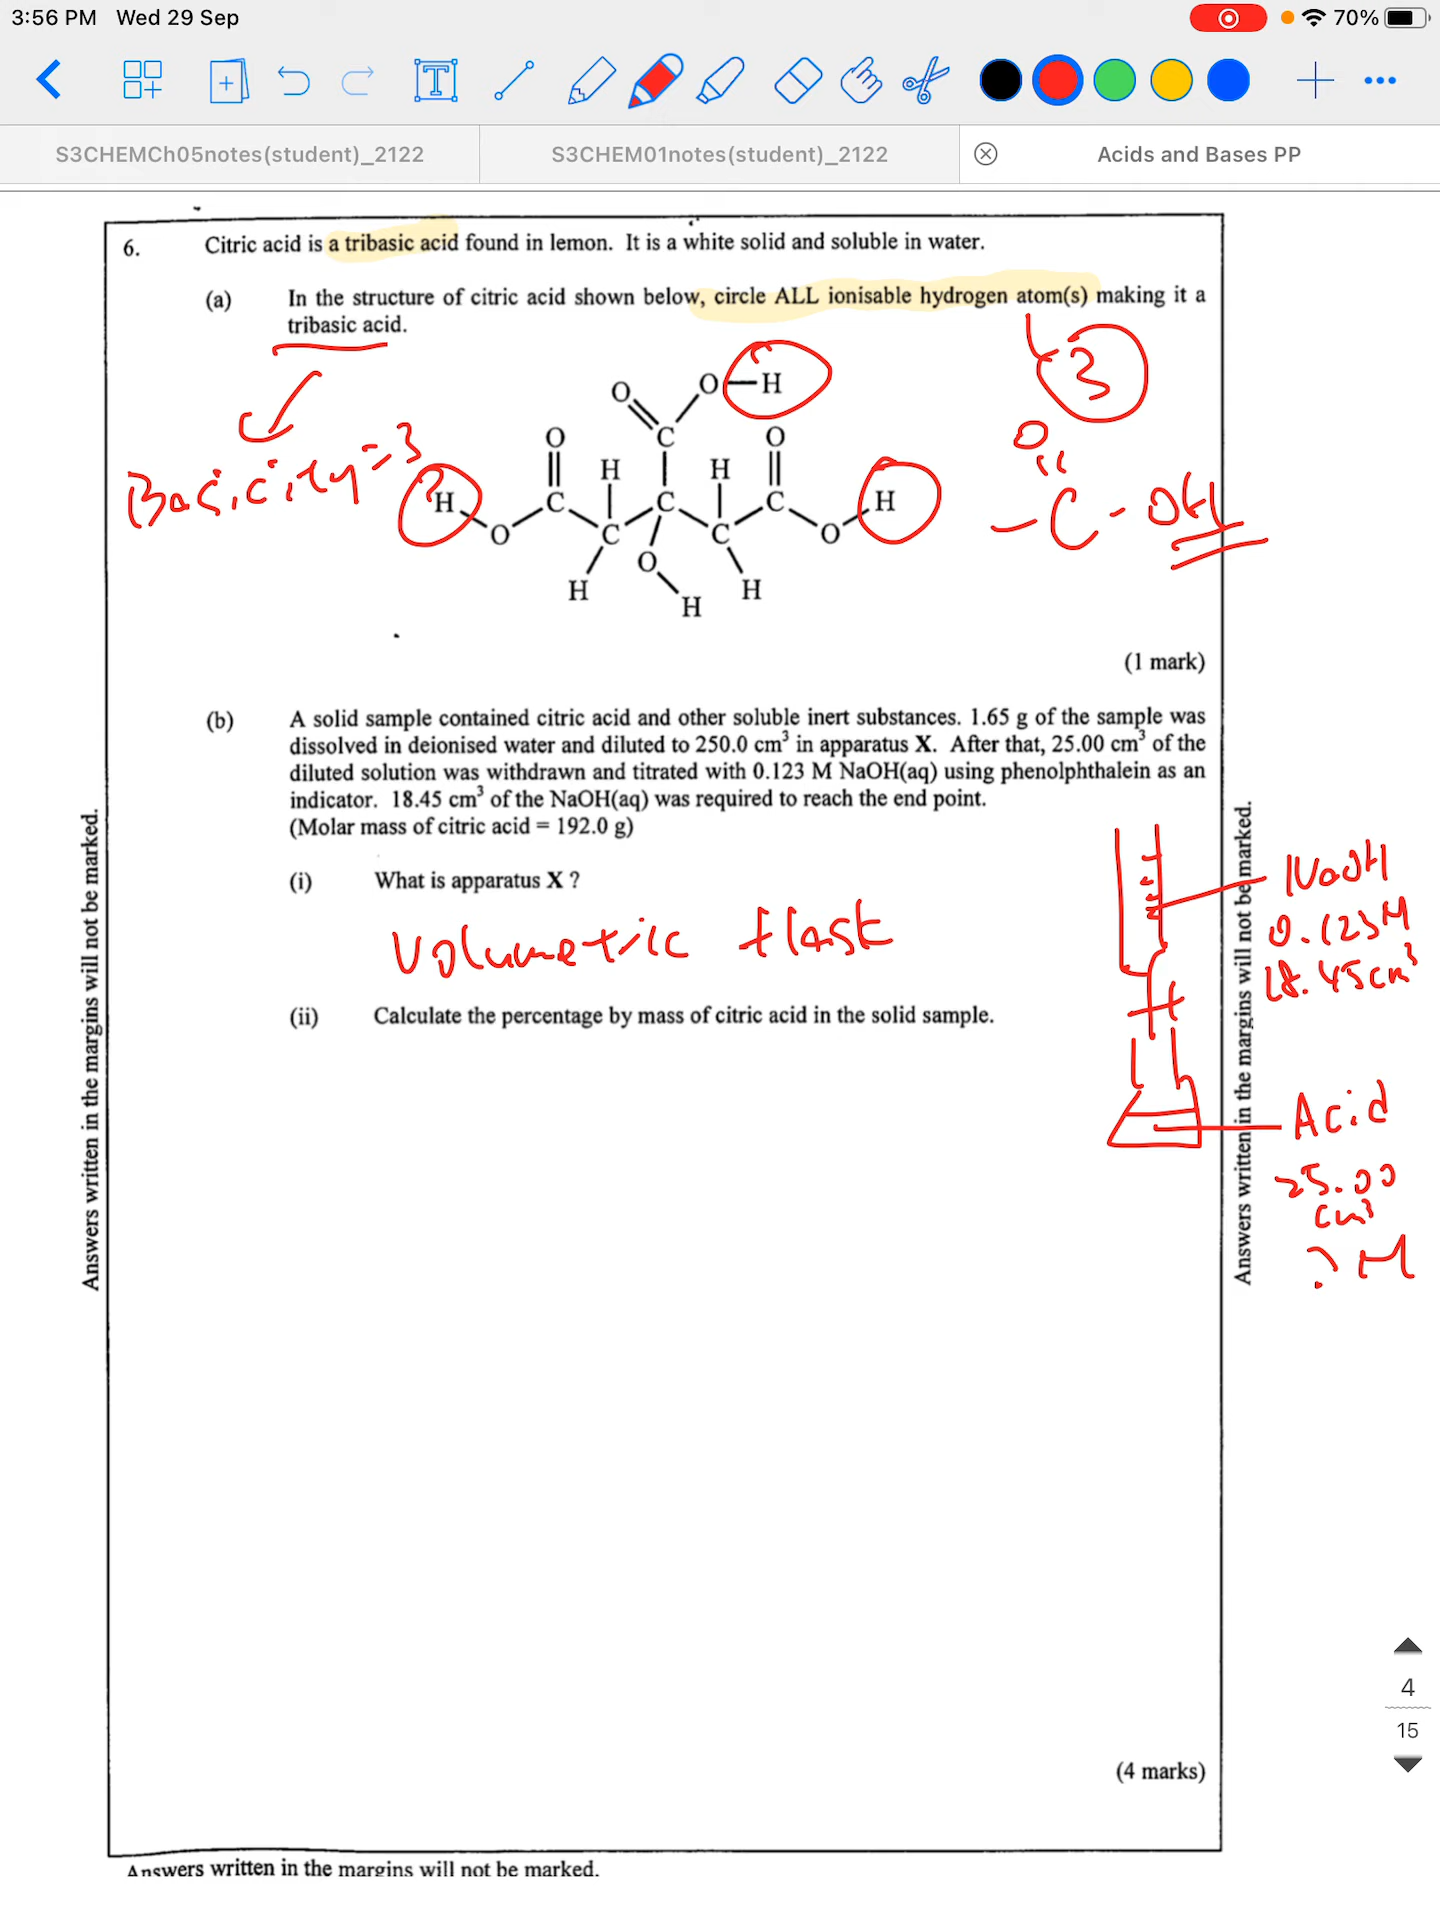 3:56 PM Wed 29 Sep
70%
S3CHEMCh05notes(student)_2122
S3CHEM01notes(student)_2122
Acids and Bases PP
6. Citric acid is a tribasic acid found in lemon. It is a white solid and soluble in water.
(a) In the structure of citric acid shown below, circle ALL ionisable hydrogen atom(s) making it a
tribasic acid.
3
Basicity = 3
O O H
C
O H H O
H C C C H
O C C O
H O H
H
O
C - OH
(1 mark)
(b) A solid sample contained citric acid and other soluble inert substances. 1.65 g of the sample was
dissolved in deionised water and diluted to 250.0 cm³ in apparatus X. After that, 25.00 cm³ of the
diluted solution was withdrawn and titrated with 0.123 M NaOH(aq) using phenolphthalein as an
indicator. 18.45 cm³ of the NaOH(aq) was required to reach the end point.
(Molar mass of citric acid = 192.0 g)
(i) What is apparatus X ?
Volumetric flask
(ii) Calculate the percentage by mass of citric acid in the solid sample.
NaOH
0.123M
18.45cm³
Acid
25.00
cm³
? M
(4 marks)
Answers written in the margins will not be marked.
Answers written in the margins will not be marked.
Answers written in the margins will not be marked.
4
15